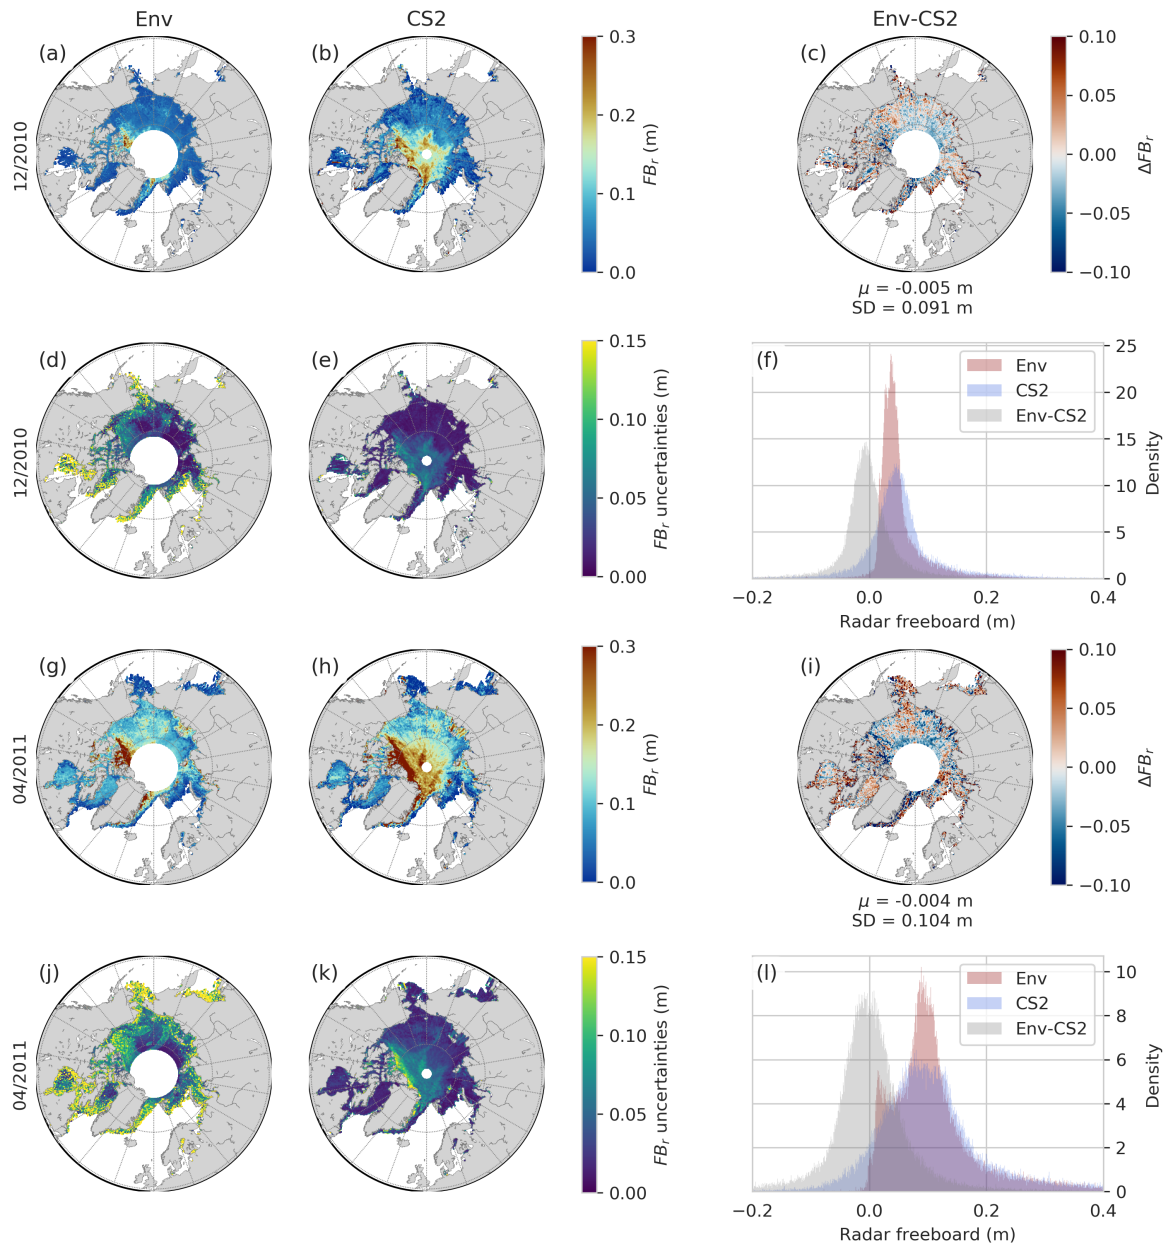 Env
CS2
Env-CS2
12/2010
(a)
(b)
0.3
0.2
0.1
0.0
FBr (m)
(c)
0.10
0.05
0.00
−0.05
−0.10
ΔFBr
μ = -0.005 m
SD = 0.091 m
12/2010
(d)
(e)
0.15
0.10
0.05
0.00
FBr uncertainties (m)
(f)
Env
CS2
Env-CS2
25
20
15
10
5
0
Density
−0.2
0.0
0.2
0.4
Radar freeboard (m)
04/2011
(g)
(h)
0.3
0.2
0.1
0.0
FBr (m)
(i)
0.10
0.05
0.00
−0.05
−0.10
ΔFBr
μ = -0.004 m
SD = 0.104 m
04/2011
(j)
(k)
0.15
0.10
0.05
0.00
FBr uncertainties (m)
(l)
Env
CS2
Env-CS2
10
8
6
4
2
0
Density
−0.2
0.0
0.2
0.4
Radar freeboard (m)